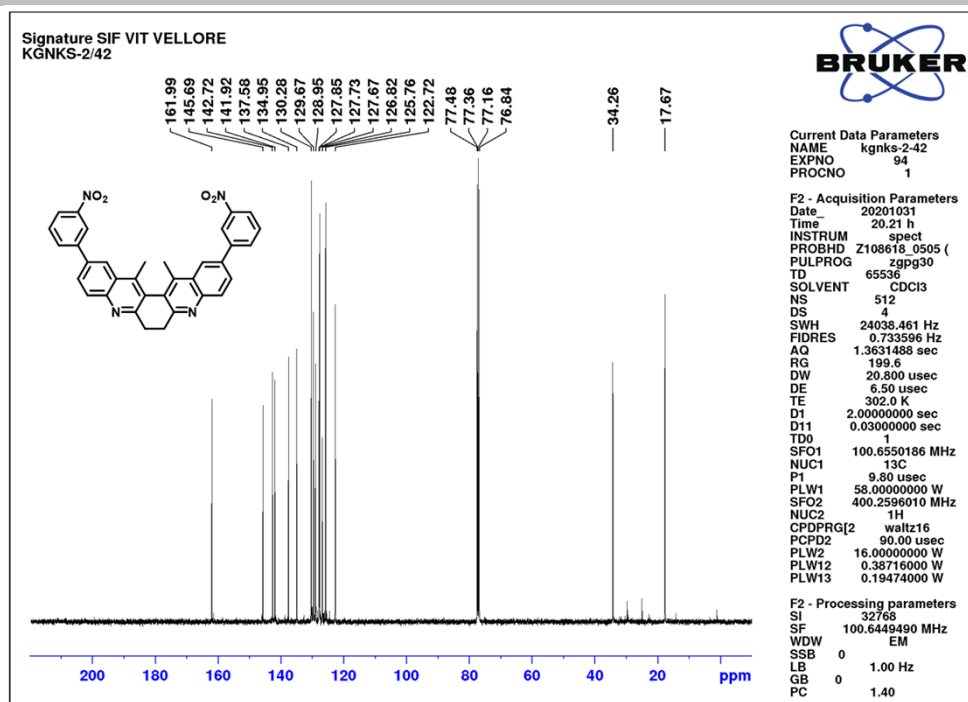 Signature SIF VIT VELLORE
KGNKS-2/42
161.99
145.69
142.72
141.92
137.58
134.95
130.28
129.67
128.95
127.85
127.73
127.67
126.82
125.76
122.72
77.48
77.36
77.16
76.84
34.26
17.67
NO2
O2N
N
N
200 180 160 140 120 100 80 60 40 20 ppm
BRUKER
Current Data Parameters
NAME kgnks-2-42
EXPNO 94
PROCNO 1
F2 - Acquisition Parameters
Date_ 20201031
Time 20.21 h
INSTRUM spect
PROBHD Z108618_0505 (
PULPROG zgpg30
TD 65536
SOLVENT CDCl3
NS 512
DS 4
SWH 24038.461 Hz
FIDRES 0.733596 Hz
AQ 1.3631488 sec
RG 199.6
DW 20.800 usec
DE 6.50 usec
TE 302.0 K
D1 2.00000000 sec
D11 0.03000000 sec
TD0 1
SFO1 100.6550186 MHz
NUC1 13C
P1 9.80 usec
PLW1 58.00000000 W
SFO2 400.2596010 MHz
NUC2 1H
CPDPRG[2 waltz16
PCPD2 90.00 usec
PLW2 16.00000000 W
PLW12 0.38716000 W
PLW13 0.19474000 W
F2 - Processing parameters
SI 32768
SF 100.6449490 MHz
WDW EM
SSB 0
LB 1.00 Hz
GB 0
PC 1.40